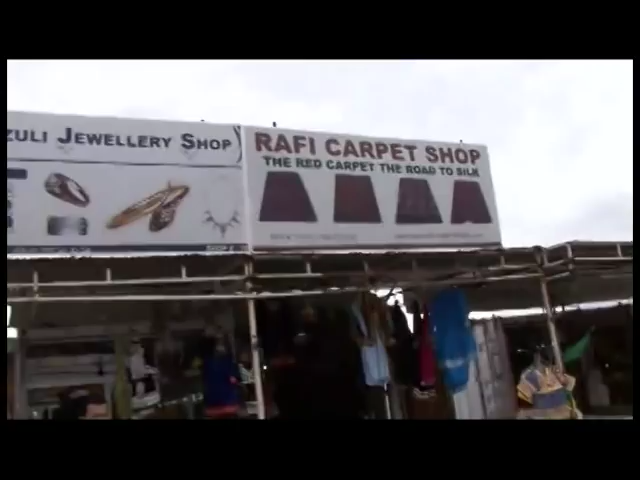 ZULI JEWELLERY SHOP
RAFI CARPET SHOP
THE RED CARPET THE ROAD TO SILK